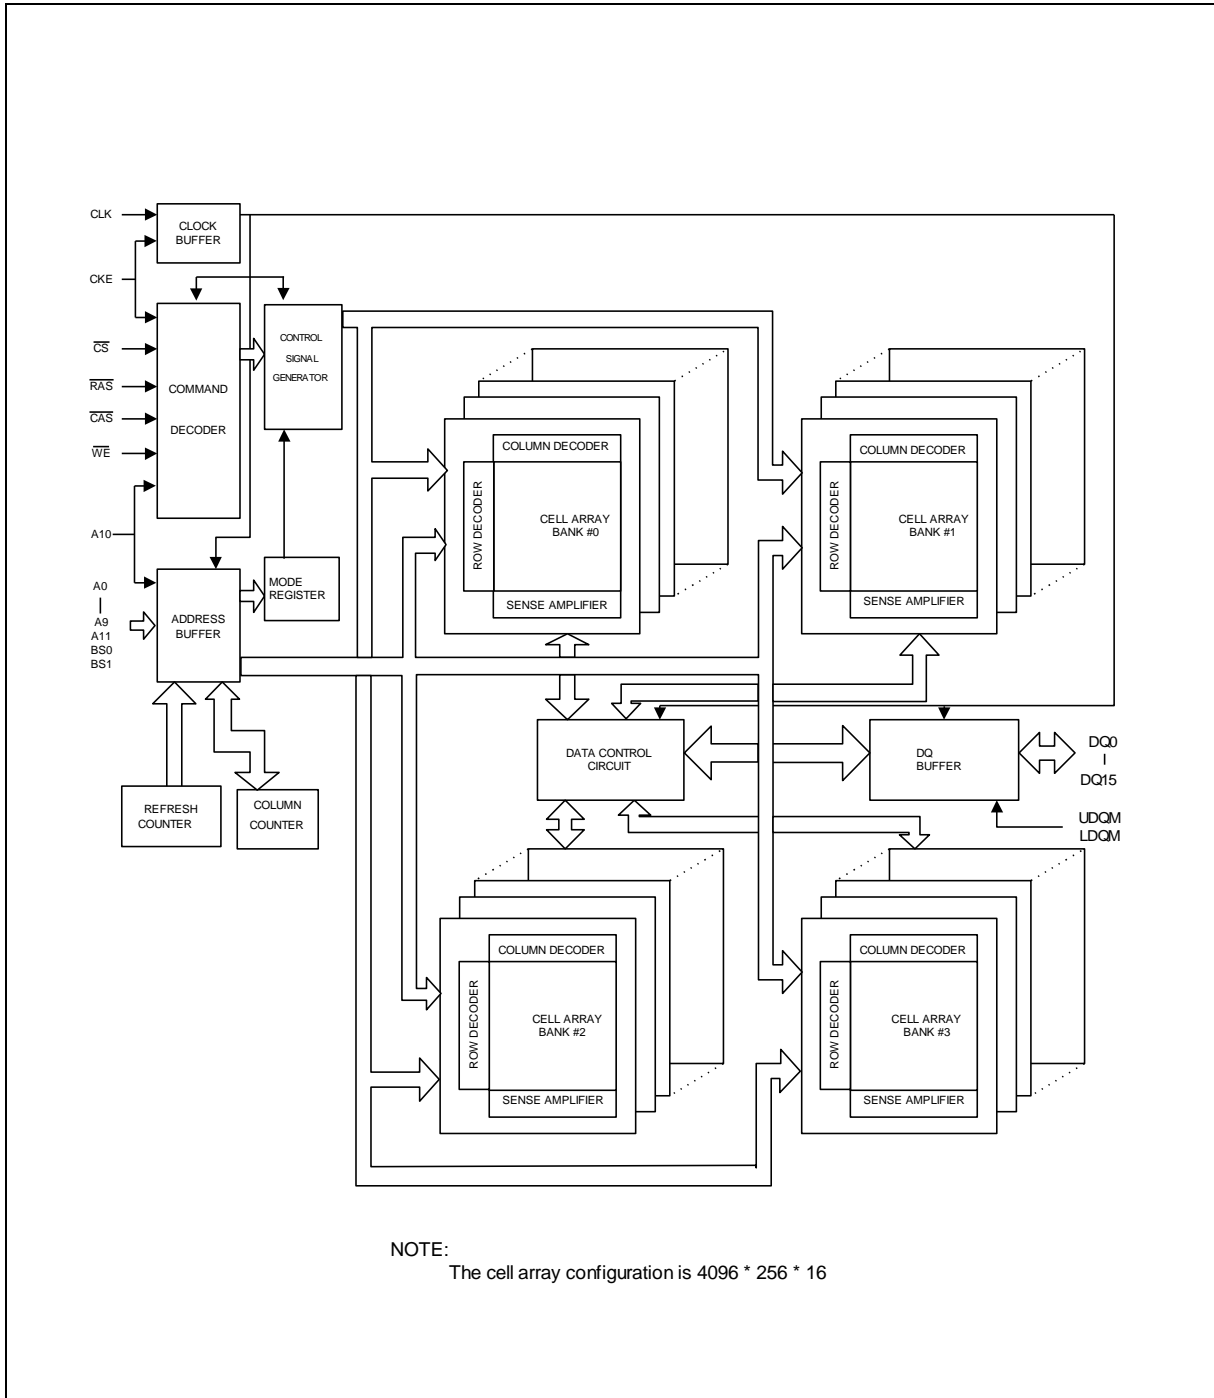 CLK
CLOCK
BUFFER
CKE
CS
RAS
CAS
WE
COMMAND
DECODER
CONTROL
SIGNAL
GENERATOR
A10
A0
A9
A11
BS0
BS1
ADDRESS
BUFFER
MODE
REGISTER
REFRESH
COUNTER
COLUMN
COUNTER
COLUMN DECODER
ROW DECODER
CELL ARRAY
BANK #0
SENSE AMPLIFIER
COLUMN DECODER
ROW DECODER
CELL ARRAY
BANK #1
SENSE AMPLIFIER
DATA CONTROL
CIRCUIT
DQ
BUFFER
DQ0
DQ15
UDQM
LDQM
COLUMN DECODER
ROW DECODER
CELL ARRAY
BANK #2
SENSE AMPLIFIER
COLUMN DECODER
ROW DECODER
CELL ARRAY
BANK #3
SENSE AMPLIFIER
NOTE:
The cell array configuration is 4096 * 256 * 16